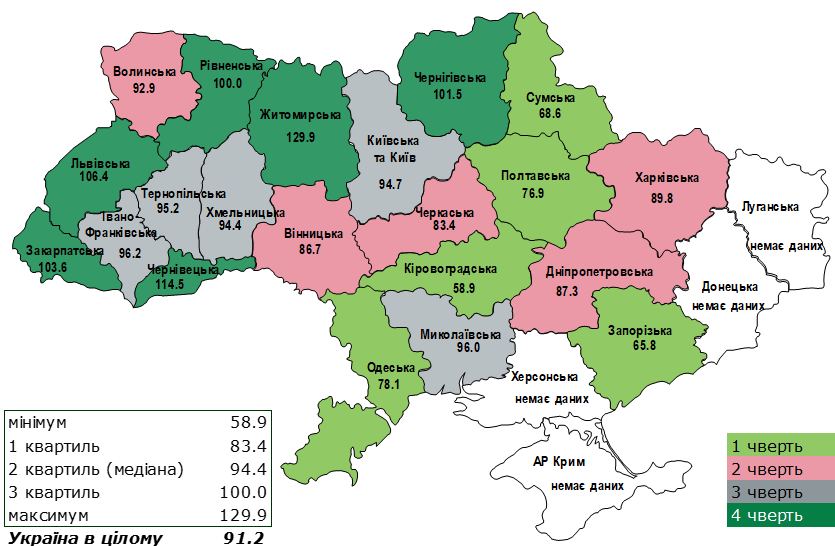 Волинська
92.9
Рівненська
100.0
Житомирська
129.9
Чернігівська
101.5
Сумська
68.6
Київська
та Київ
94.7
Львівська
106.4
Тернопільська
95.2
Хмельницька
94.4
Івано
Франківська
96.2
Закарпатська
103.6
Чернівецька
114.5
Вінницька
86.7
Черкаська
83.4
Полтавська
76.9
Харківська
89.8
Луганська
немає даних
Донецька
немає даних
Кіровоградська
58.9
Дніпропетровська
87.3
Запорізька
65.8
Миколаївська
96.0
Одеська
78.1
Херсонська
немає даних
АР Крим
немає даних
мінімум 58.9
1 квартиль 83.4
2 квартиль (медіана) 94.4
3 квартиль 100.0
максимум 129.9
Україна в цілому 91.2
1 чверть
2 чверть
3 чверть
4 чверть